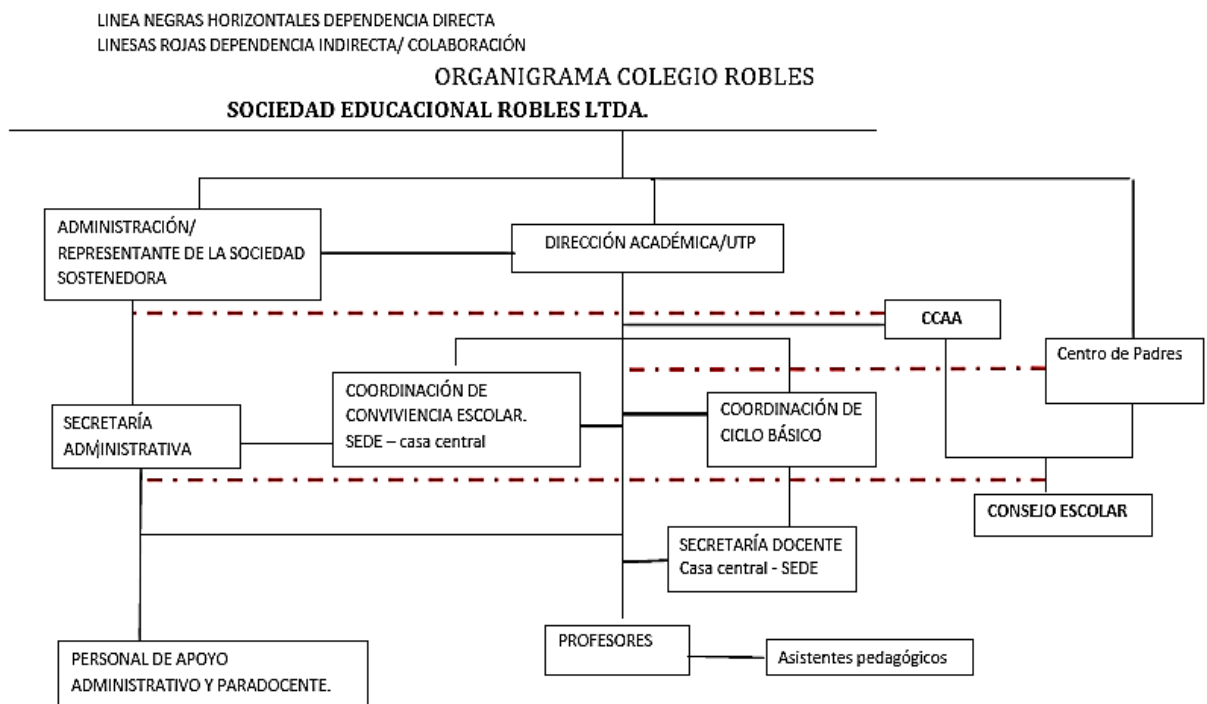 LINEA NEGRAS HORIZONTALES DEPENDENCIA DIRECTA
LINESAS ROJAS DEPENDENCIA INDIRECTA/ COLABORACIÓN
ORGANIGRAMA COLEGIO ROBLES
SOCIEDAD EDUCACIONAL ROBLES LTDA.
ADMINISTRACIÓN/
REPRESENTANTE DE LA SOCIEDAD
SOSTENEDORA
DIRECCIÓN ACADÉMICA/UTP
CCAA
Centro de Padres
SECRETARÍA
ADMINISTRATIVA
COORDINACIÓN DE
CONVIVIENCIA ESCOLAR.
SEDE – casa central
COORDINACIÓN DE
CICLO BÁSICO
CONSEJO ESCOLAR
SECRETARÍA DOCENTE
Casa central - SEDE
PROFESORES
Asistentes pedagógicos
PERSONAL DE APOYO
ADMINISTRATIVO Y PARADOCENTE.